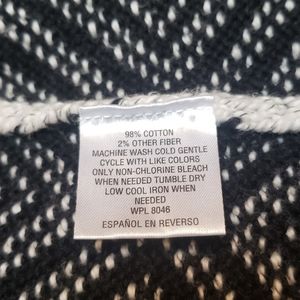 98% COTTON
2% OTHER FIBER
MACHINE WASH COLD GENTLE
CYCLE WITH LIKE COLORS
ONLY NON-CHLORINE BLEACH
WHEN NEEDED TUMBLE DRY
LOW COOL IRON WHEN
NEEDED
WPL 8046
ESPAÑOL EN REVERSO